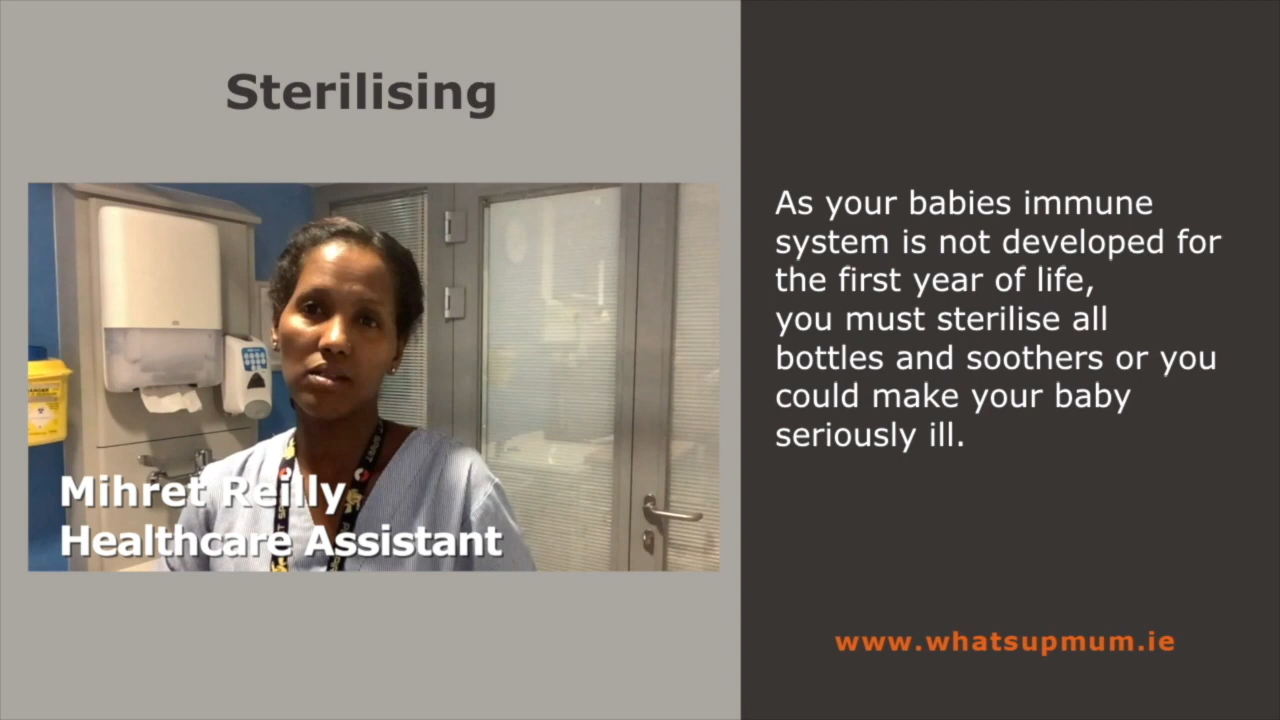 Sterilising
Mihret Reilly
Healthcare Assistant
As your babies immune
system is not developed for
the first year of life,
you must sterilise all
bottles and soothers or you
could make your baby
seriously ill.
www.whatsupmum.ie